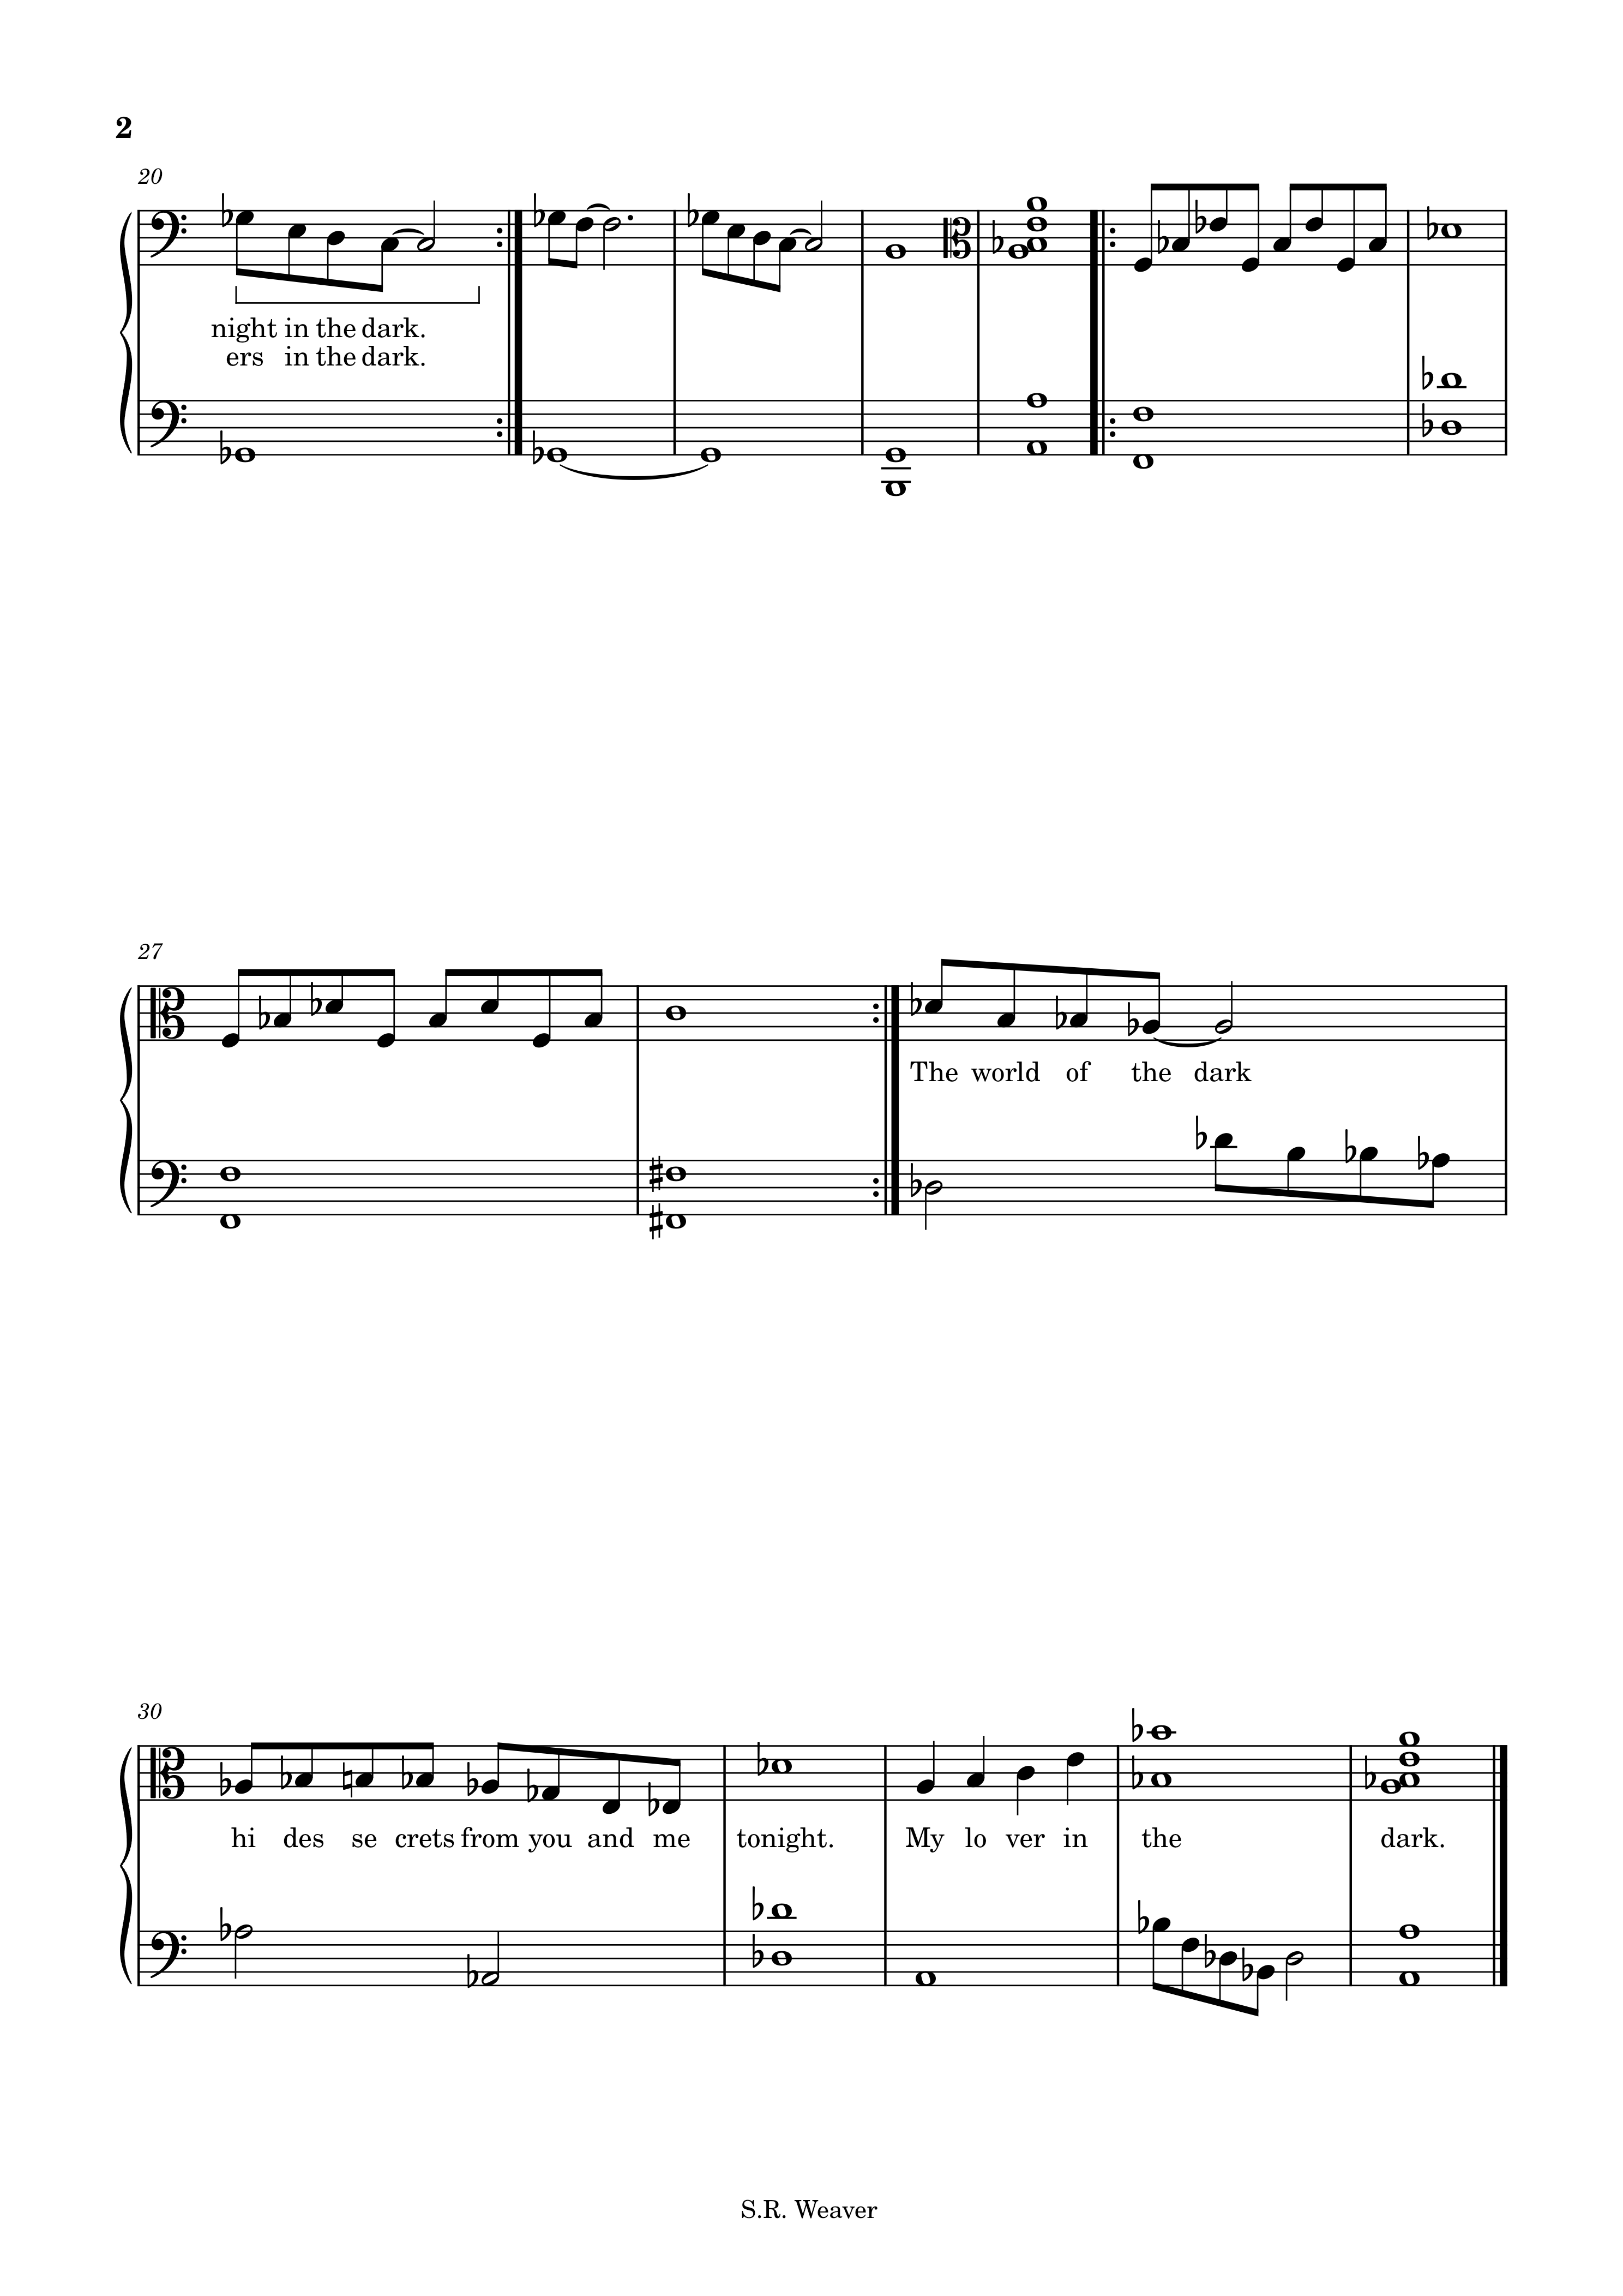 2
20
night in the dark.
ers in the dark.
27
The world of the dark
30
hi des se crets from you and me tonight. My lo ver in the dark.
S.R. Weaver